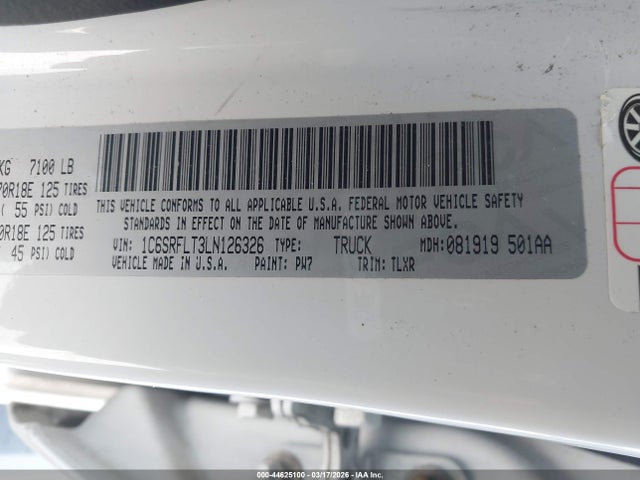 KG 7100 LB
70R18E 125 TIRES
( 55 PSI) COLD
0R18E 125 TIRES
45 PSI) COLD
THIS VEHICLE CONFORMS TO ALL APPLICABLE U.S.A. FEDERAL MOTOR VEHICLE SAFETY
STANDARDS IN EFFECT ON THE DATE OF MANUFACTURE SHOWN ABOVE.
VIN: 1C6SRFLT3LN126326 TYPE: TRUCK MDH: 081919 501AA
VEHICLE MADE IN U.S.A. PAINT: PW7 TRIM: TLXR
000-44625100 - 03/17/2026 - IAA Inc.